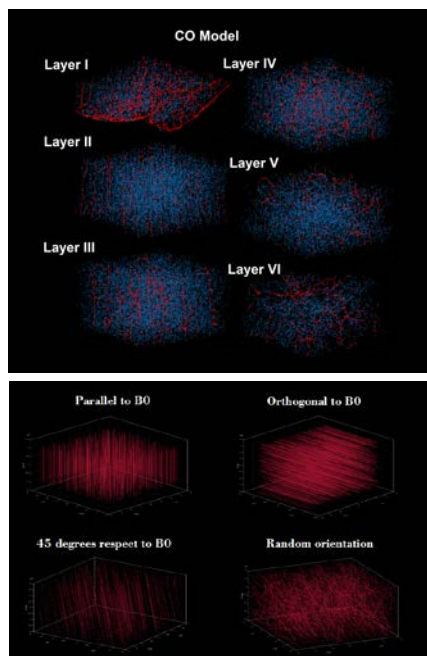 CO Model
Layer I
Layer IV
Layer II
Layer V
Layer III
Layer VI
Parallel to B0
Orthogonal to B0
45 degrees respect to B0
Random orientation